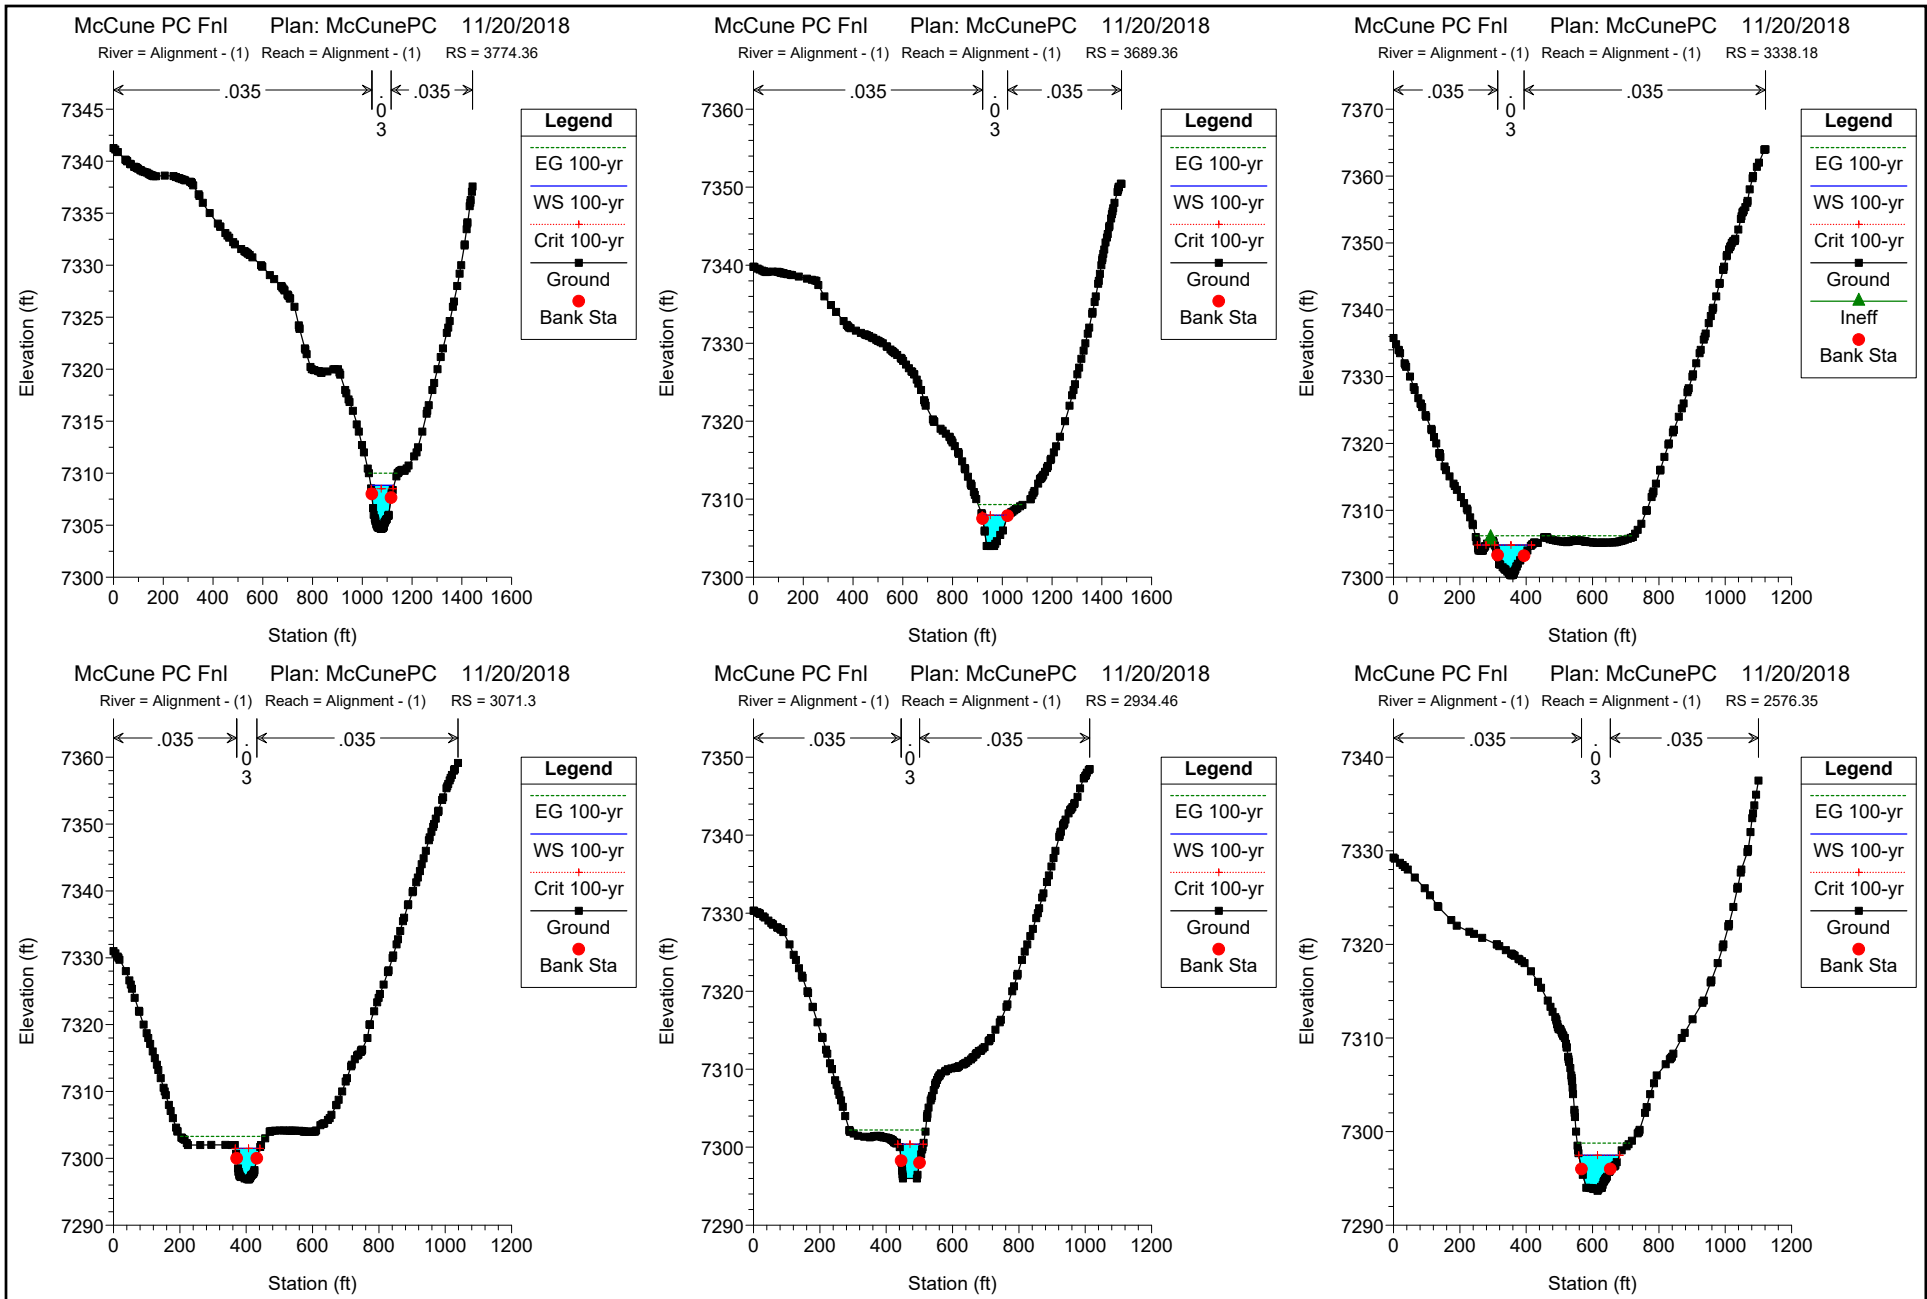 McCune PC Fnl Plan: McCunePC 11/20/2018
River = Alignment - (1) Reach = Alignment - (1) RS = 3774.36
.035 .03 .035
7345
7340
7335
7330
7325
7320
7315
7310
7305
7300
Elevation (ft)
0 200 400 600 800 1000 1200 1400 1600
Station (ft)
Legend
EG 100-yr
WS 100-yr
Crit 100-yr
Ground
Bank Sta
McCune PC Fnl Plan: McCunePC 11/20/2018
River = Alignment - (1) Reach = Alignment - (1) RS = 3689.36
.035 .03 .035
7360
7350
7340
7330
7320
7310
7300
Elevation (ft)
0 200 400 600 800 1000 1200 1400 1600
Station (ft)
Legend
EG 100-yr
WS 100-yr
Crit 100-yr
Ground
Bank Sta
McCune PC Fnl Plan: McCunePC 11/20/2018
River = Alignment - (1) Reach = Alignment - (1) RS = 3338.18
.035 .03 .035
7370
7360
7350
7340
7330
7320
7310
7300
Elevation (ft)
0 200 400 600 800 1000 1200
Station (ft)
Legend
EG 100-yr
WS 100-yr
Crit 100-yr
Ground
Ineff
Bank Sta
McCune PC Fnl Plan: McCunePC 11/20/2018
River = Alignment - (1) Reach = Alignment - (1) RS = 3071.3
.035 .03 .035
7360
7350
7340
7330
7320
7310
7300
7290
Elevation (ft)
0 200 400 600 800 1000 1200
Station (ft)
Legend
EG 100-yr
WS 100-yr
Crit 100-yr
Ground
Bank Sta
McCune PC Fnl Plan: McCunePC 11/20/2018
River = Alignment - (1) Reach = Alignment - (1) RS = 2934.46
.035 .03 .035
7350
7340
7330
7320
7310
7300
7290
Elevation (ft)
0 200 400 600 800 1000 1200
Station (ft)
Legend
EG 100-yr
WS 100-yr
Crit 100-yr
Ground
Bank Sta
McCune PC Fnl Plan: McCunePC 11/20/2018
River = Alignment - (1) Reach = Alignment - (1) RS = 2576.35
.035 .03 .035
7340
7330
7320
7310
7300
7290
Elevation (ft)
0 200 400 600 800 1000 1200
Station (ft)
Legend
EG 100-yr
WS 100-yr
Crit 100-yr
Ground
Bank Sta